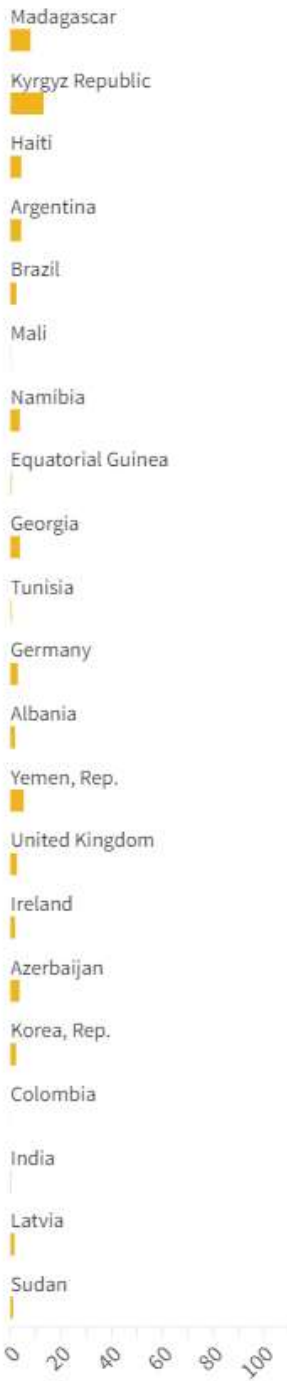 Madagascar
Kyrgyz Republic
Haiti
Argentina
Brazil
Mali
Namibia
Equatorial Guinea
Georgia
Tunisia
Germany
Albania
Yemen, Rep.
United Kingdom
Ireland
Azerbaijan
Korea, Rep.
Colombia
India
Latvia
Sudan
0 20 40 60 80 100